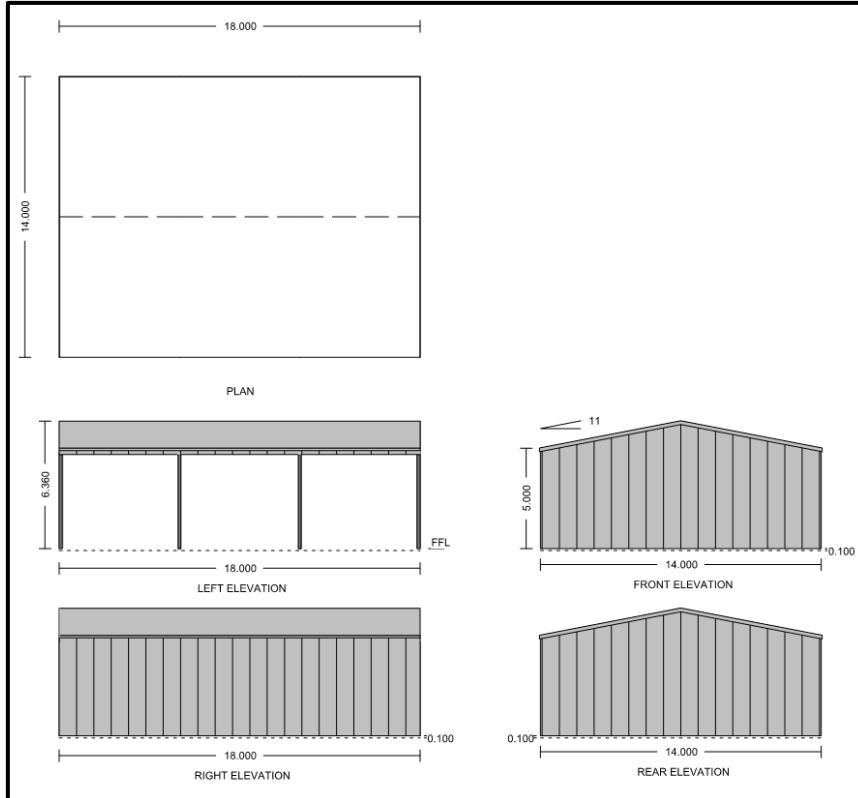 18.000
14.000
PLAN
11
6.360
5.000
FFL
°0.100
18.000
14.000
LEFT ELEVATION
FRONT ELEVATION
°0.100
0.100°
18.000
14.000
RIGHT ELEVATION
REAR ELEVATION